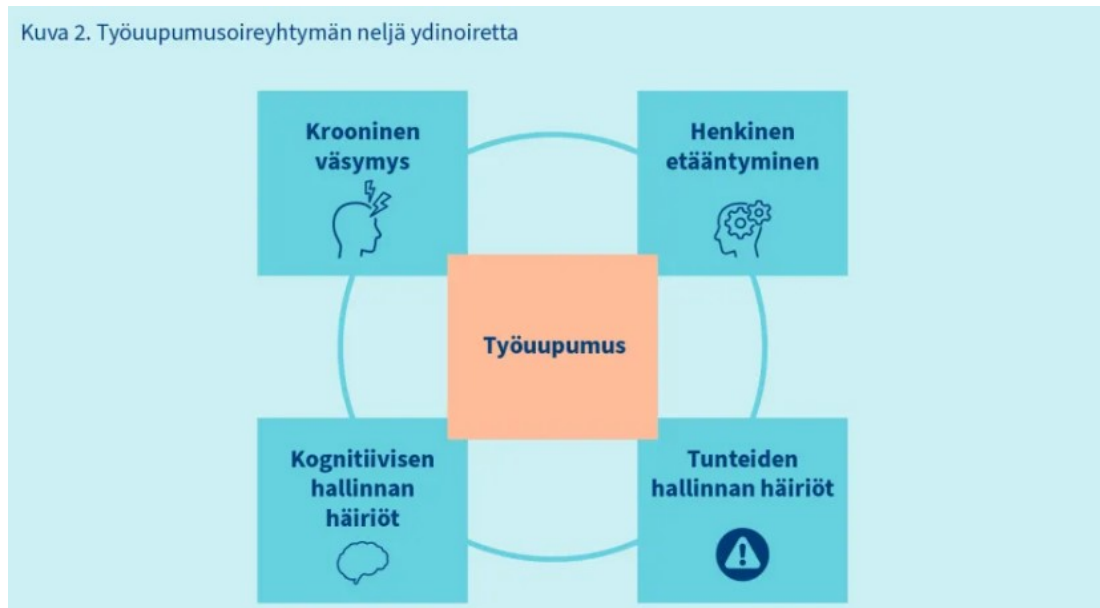 Kuva 2. Työuupumusoireyhtymän neljä ydinoiretta
Krooninen
väsymys
Henkinen
etääntyminen
Työuupumus
Kognitiivisen
hallinnan
häiriöt
Tunteiden
hallinnan häiriöt